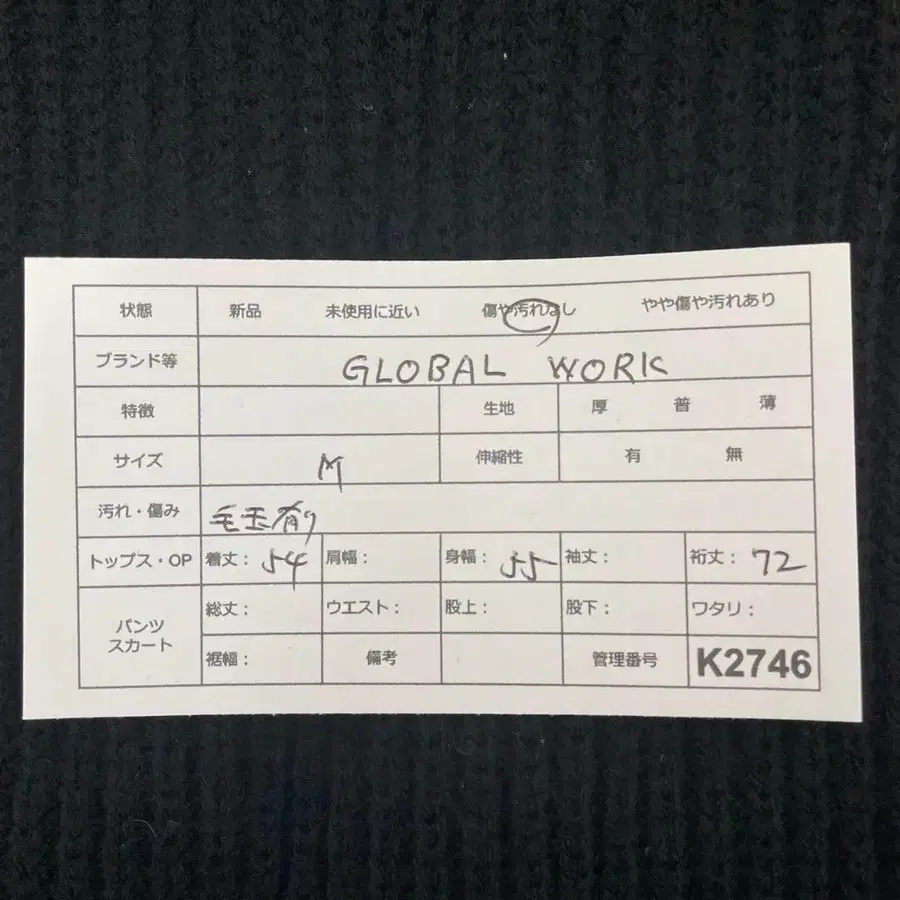 状態 新品 未使用に近い 傷や汚れなし やや傷や汚れあり
ブランド等 GLOBAL WORK
特徴 生地 厚 普 薄
サイズ M 伸縮性 有 無
汚れ・傷み 毛玉有り
トップス・OP 着丈: 54 肩幅: 身幅: 55 袖丈: 裄丈: 72
パンツ スカート 総丈: ウエスト: 股上: 股下: ワタリ:
裾幅: 備考 管理番号 K2746